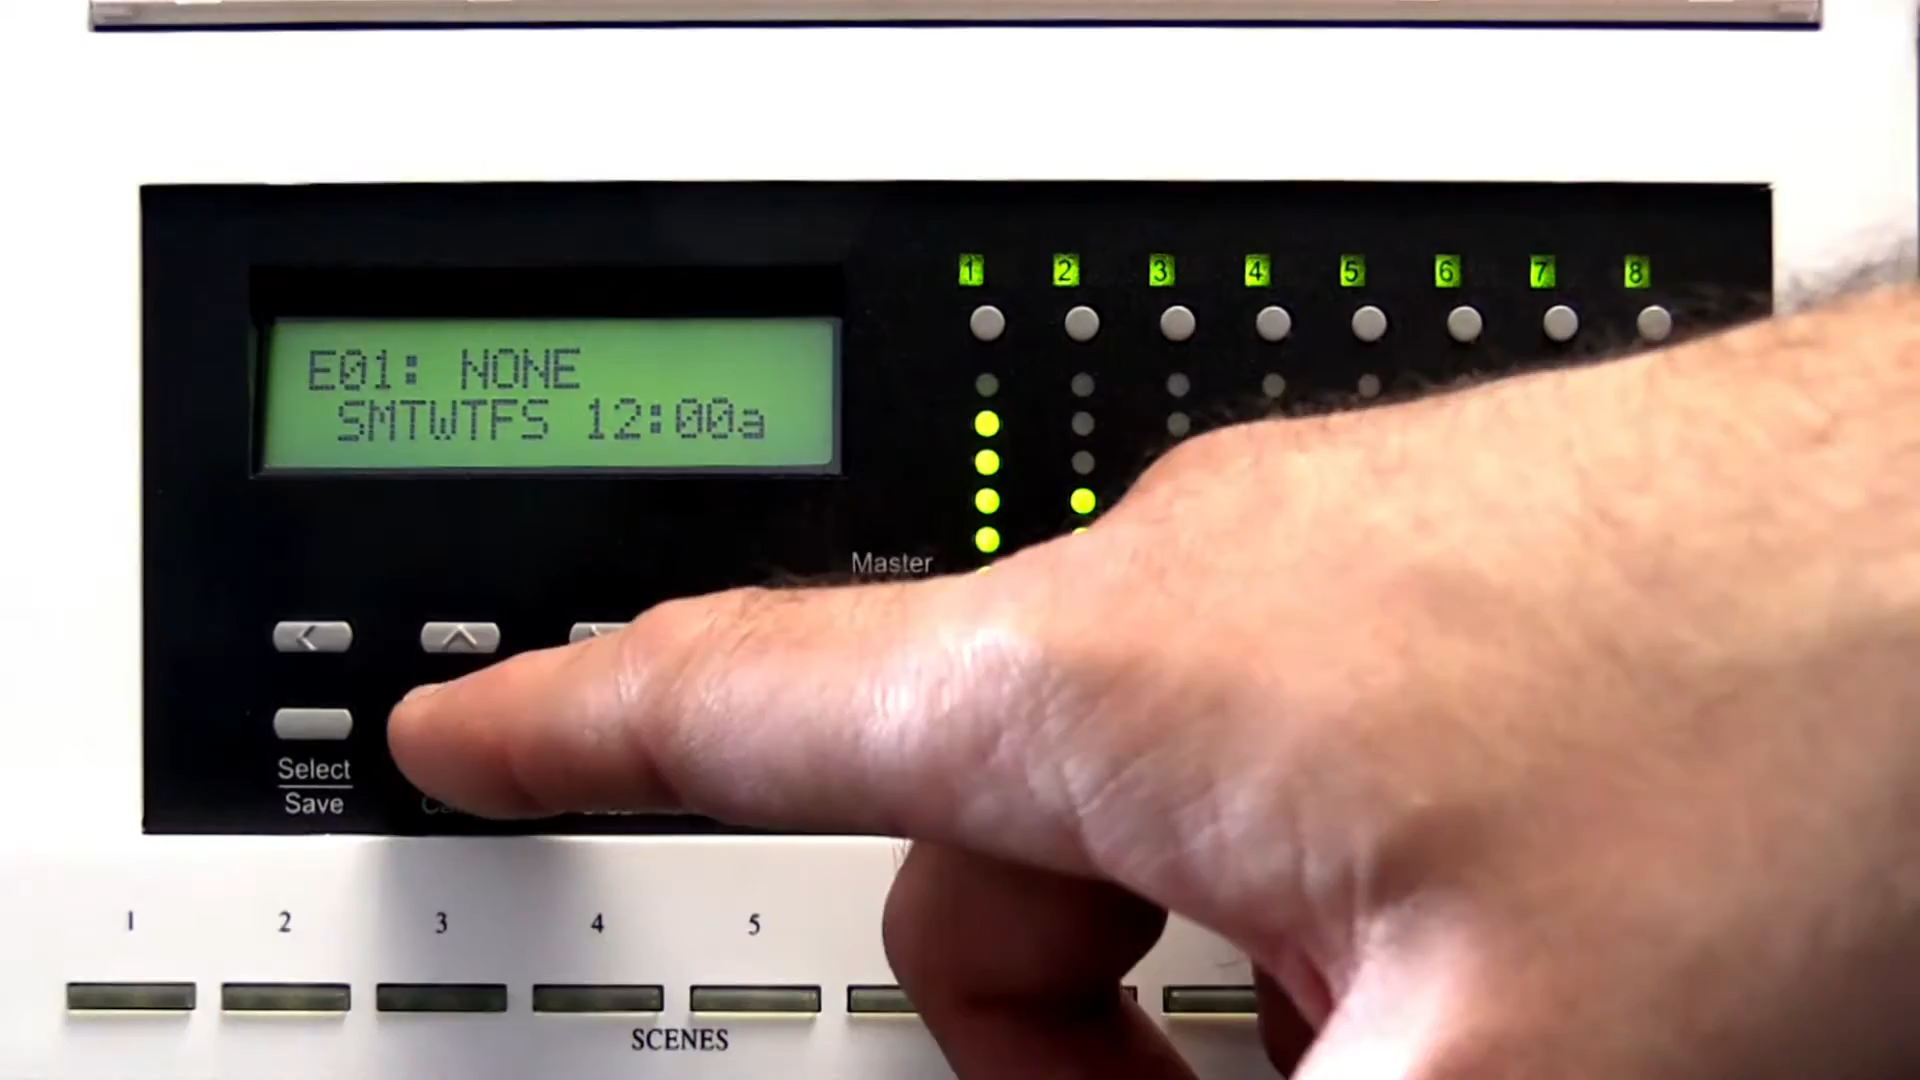 1 2 3 4 5 6 7 8
E01: NONE
SMTWTFS 12:00a
Master
Select
Save
1 2 3 4 5
SCENES